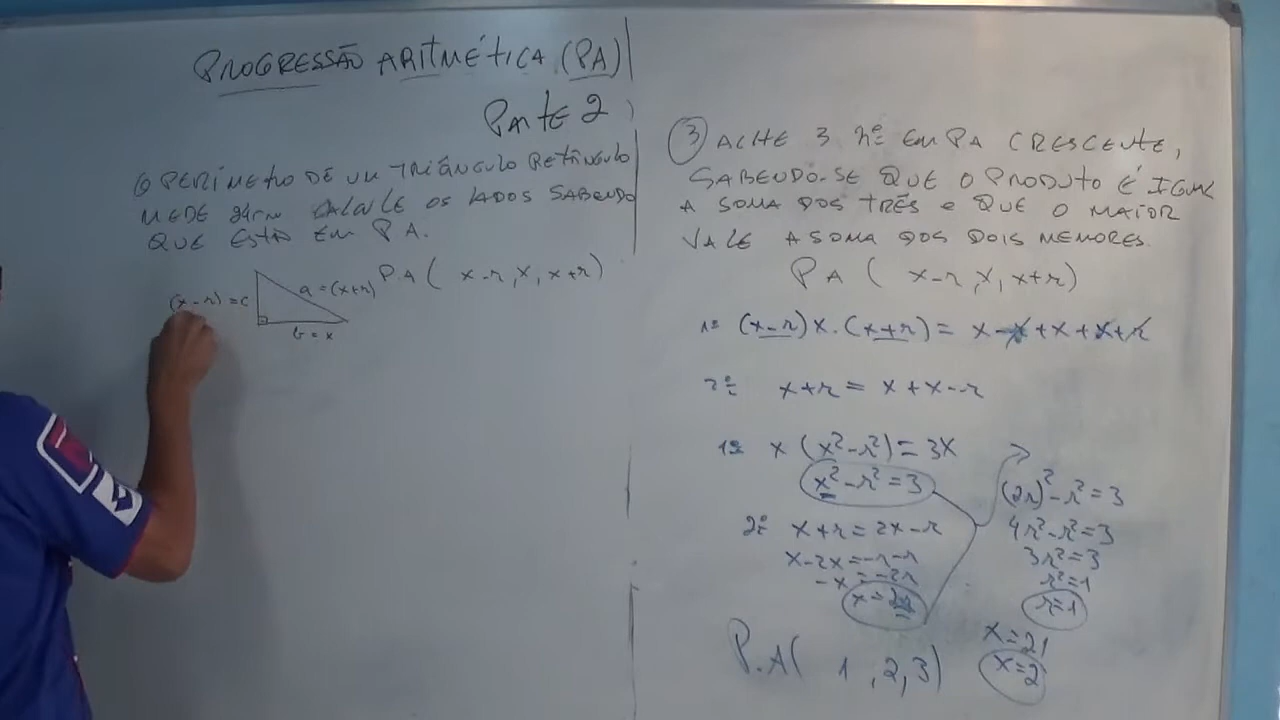 PROGRESSÃO ARITMÉTICA (PA)
PARTE 2
O PERÍMETRO DE UM TRIÂNGULO RETÂNGULO
MEDE 24m CALCULE OS LADOS SABENDO
QUE ESTÃO EM PA.
(x-r) = c
a = (x+r)
b = x
PA ( x-r, x, x+r)
3 ACHE 3 nº EM PA CRESCENTE,
SABENDO-SE QUE O PRODUTO É IGUAL
A SOMA DOS TRÊS E QUE O MAIOR
VALE A SOMA DOS DOIS MENORES.
PA ( x-r, x, x+r)
1º (x-r)x.(x+r) = x-r+x+x+r
2º x+r = x+x-r
1º x (x²-r²) = 3x
x²-r² = 3
2º x+r = 2x-r
x-2x = -r-r
-x = -2r
x = 2r
(2r)²-r² = 3
4r²-r² = 3
3r² = 3
r² = 1
r = 1
x = 2.1
x = 2
P.A( 1, 2, 3)